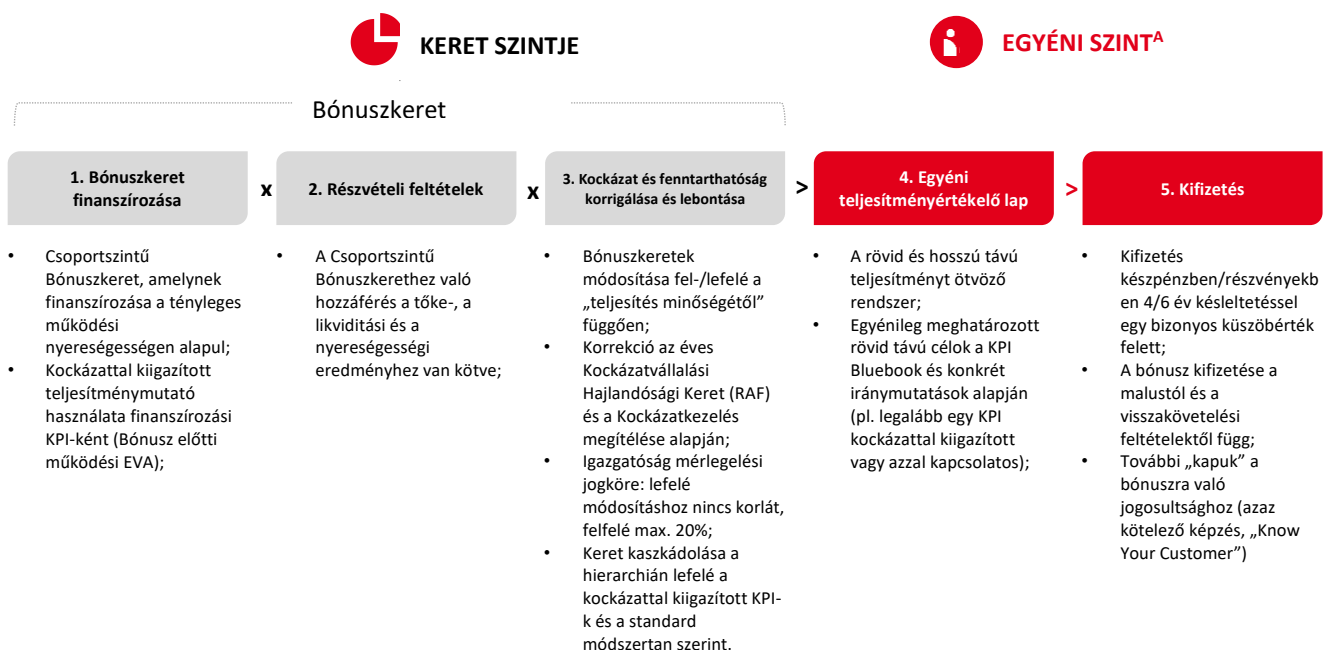 KERET SZINTJE
EGYÉNI SZINTᴬ
Bónuszkeret
1. Bónuszkeret
finanszírozása
x
2. Részvételi feltételek
x
3. Kockázat és fenntarthatóság
korrigálása és lebontása
>
4. Egyéni
teljesítményértékelő lap
>
5. Kifizetés
• Csoportszintű
Bónuszkeret, amelynek
finanszírozása a tényleges
működési
nyereségességen alapul;
• Kockázattal kiigazított
teljesítménymutató
használata finanszírozási
KPI-ként (Bónusz előtti
működési EVA);
• A Csoportszintű
Bónuszkerethez való
hozzáférés a tőke-, a
likviditási és a
nyereségességi
eredményhez van kötve;
• Bónuszkeretek
módosítása fel-/lefelé a
„teljesítés minőségétől”
függően;
• Korrekció az éves
Kockázatvállalási
Hajlandósági Keret (RAF)
és a Kockázatkezelés
megítélése alapján;
• Igazgatóság mérlegelési
jogköre: lefelé
módosításhoz nincs korlát,
felfelé max. 20%;
• Keret kaszkádolása a
hierarchián lefelé a
kockázattal kiigazított KPI-
k és a standard
módszertan szerint.
• A rövid és hosszú távú
teljesítményt ötvöző
rendszer;
• Egyénileg meghatározott
rövid távú célok a KPI
Bluebook és konkrét
iránymutatások alapján
(pl. legalább egy KPI
kockázattal kiigazított
vagy azzal kapcsolatos);
• Kifizetés
készpénzben/részvényekb
en 4/6 év késleltetéssel
egy bizonyos küszöbérték
felett;
• A bónusz kifizetése a
malustól és a
visszakövetelési
feltételektől függ;
• További „kapuk” a
bónuszra való
jogosultsághoz (azaz
kötelező képzés, „Know
Your Customer”)